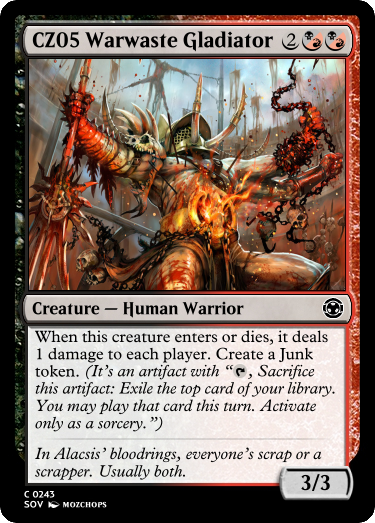 CZ05 Warwaste Gladiator 2
Creature — Human Warrior
When this creature enters or dies, it deals
1 damage to each player. Create a Junk
token. (It's an artifact with “, Sacrifice
this artifact: Exile the top card of your library.
You may play that card this turn. Activate
only as a sorcery.”)
In Alacsis' bloodrings, everyone's scrap or a
scrapper. Usually both.
3/3
C 0243
SOV MOZCHOPS